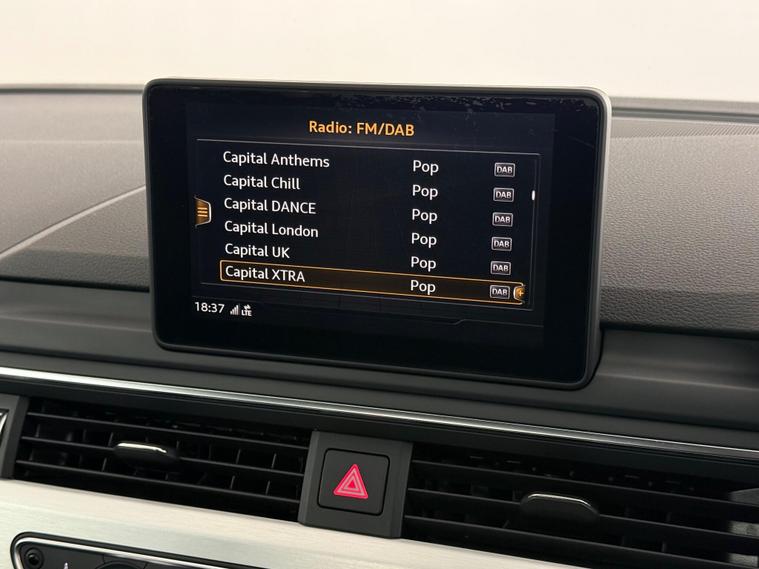 Radio: FM/DAB
Capital Anthems Pop DAB
Capital Chill Pop DAB
Capital DANCE Pop DAB
Capital London Pop DAB
Capital UK Pop DAB
Capital XTRA Pop DAB
18:37 LTE